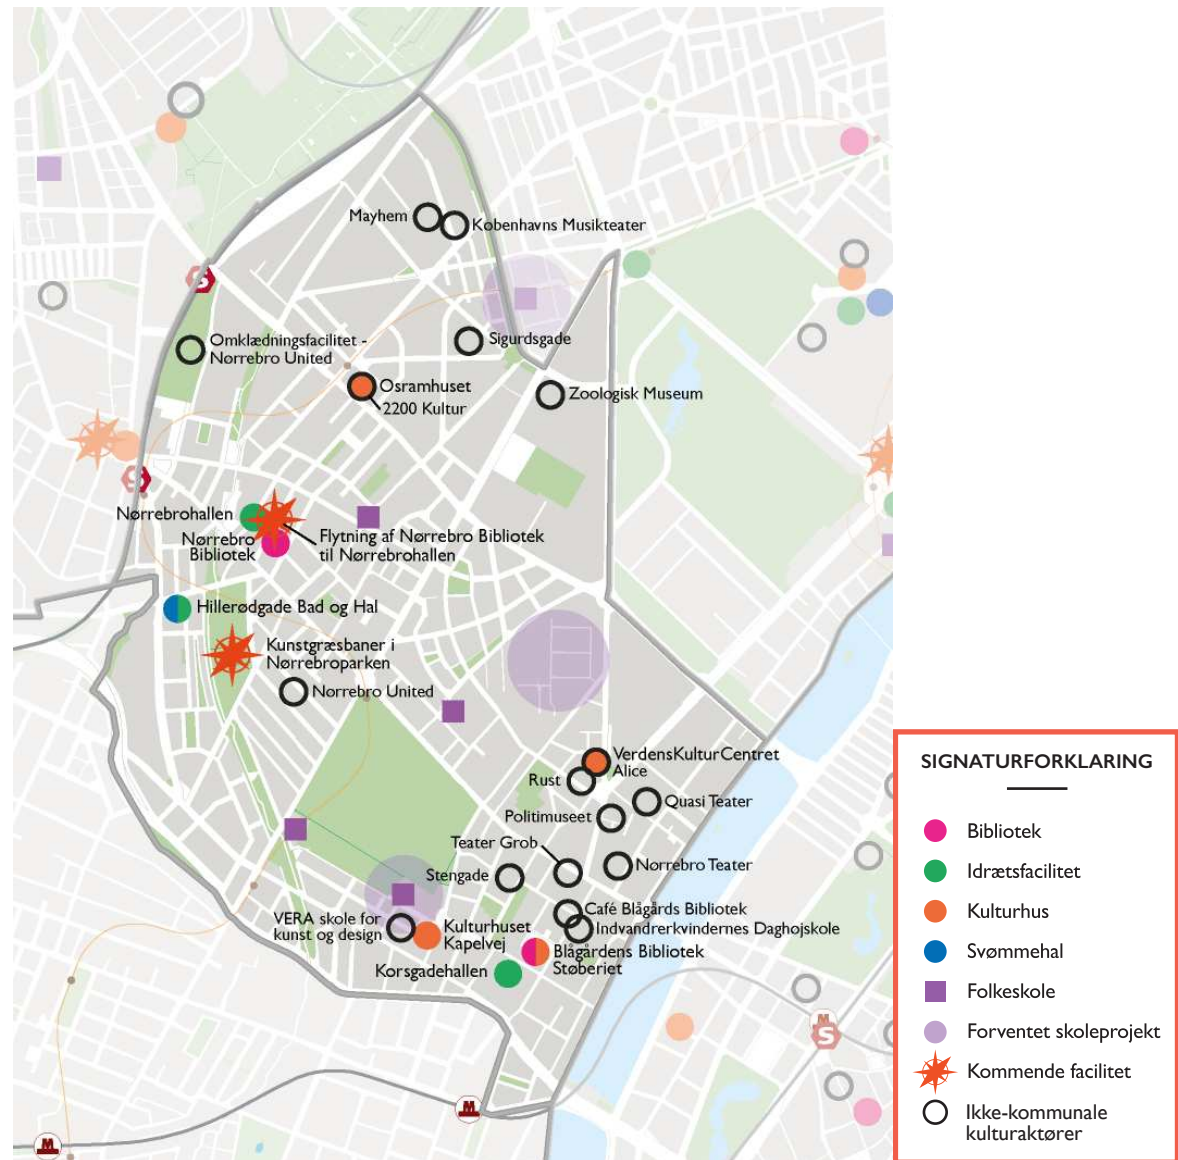 Mayhem
Københavns Musikteater
S
Omklædningsfacilitet -
Nørrebro United
Sigurdsgade
Osramhuset
2200 Kultur
Zoologisk Museum
S
Nørrebrohallen
Nørrebro
Bibliotek
Flytning af Nørrebro Bibliotek
til Nørrebrohallen
Hillerødgade Bad og Hal
Kunstgræsbaner i
Nørrebroparken
Nørrebro United
VerdensKulturCentret
Alice
Rust
Quasi Teater
Politimuseet
Teater Grob
Nørrebro Teater
Stengade
Café Blågårds Bibliotek
Indvandrerkvindernes Daghøjskole
VERA skole for
kunst og design
Kulturhuset
Kapelvej
Blågårdens Bibliotek
Støberiet
Korsgadehallen
M
S
M
M
SIGNATURFORKLARING
Bibliotek
Idrætsfacilitet
Kulturhus
Svømmehal
Folkeskole
Forventet skoleprojekt
Kommende facilitet
Ikke-kommunale
kulturaktører